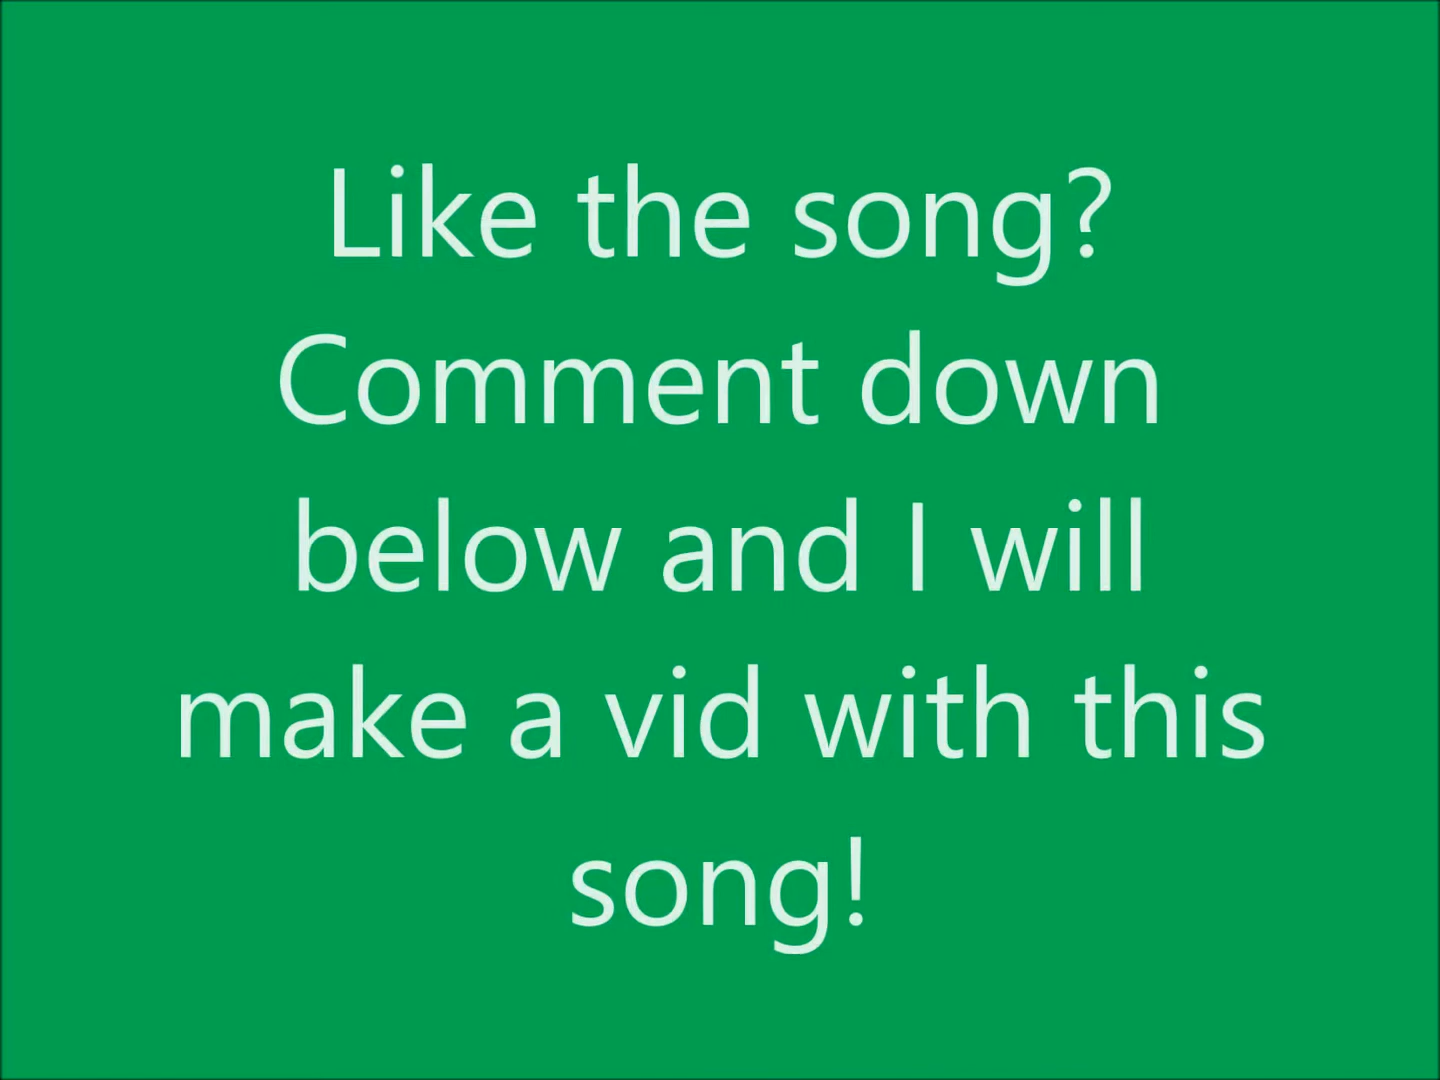 Like the song?
Comment down
below and I will
make a vid with this
song!